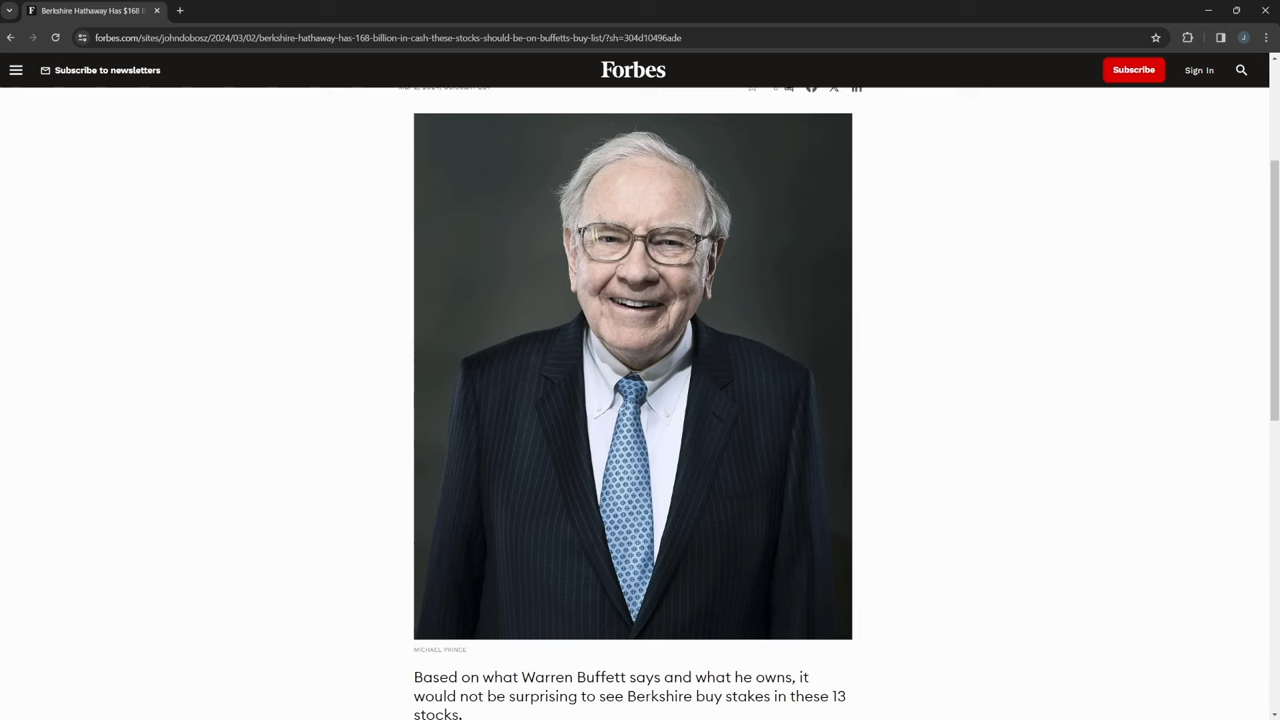 Berkshire Hathaway Has $168 B
forbes.com/sites/johndobosz/2024/03/02/berkshire-hathaway-has-168-billion-in-cash-these-stocks-should-be-on-buffetts-buy-list/?sh=304d10496ade
Subscribe to newsletters
Forbes
Subscribe
Sign In
MICHAEL PRINCE
Based on what Warren Buffett says and what he owns, it
would not be surprising to see Berkshire buy stakes in these 13
stocks.